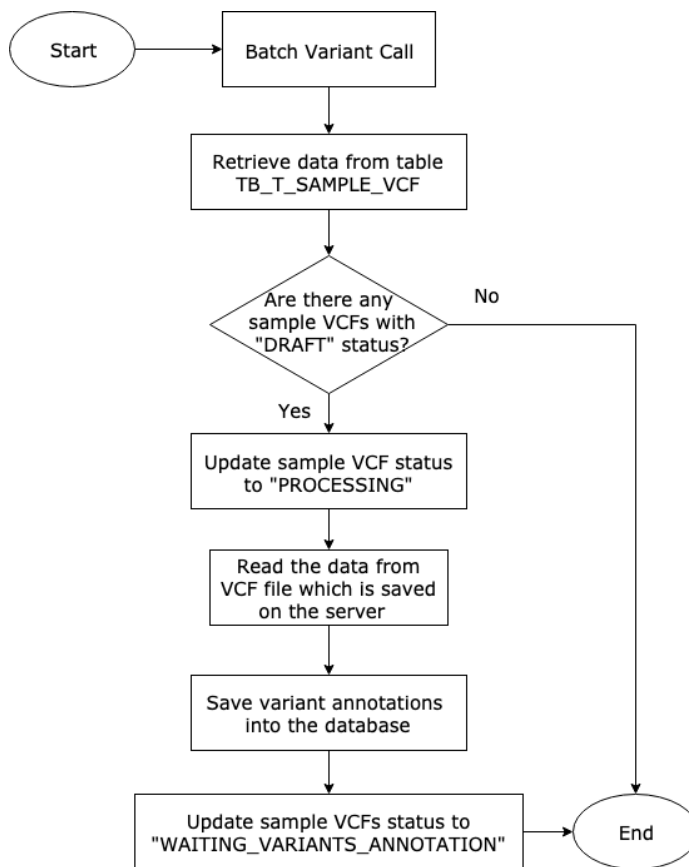 Start
Batch Variant Call
Retrieve data from table
TB_T_SAMPLE_VCF
Are there any
sample VCFs with
"DRAFT" status?
No
Yes
Update sample VCF status
to "PROCESSING"
Read the data from
VCF file which is saved
on the server
Save variant annotations
into the database
Update sample VCFs status to
"WAITING_VARIANTS_ANNOTATION"
End